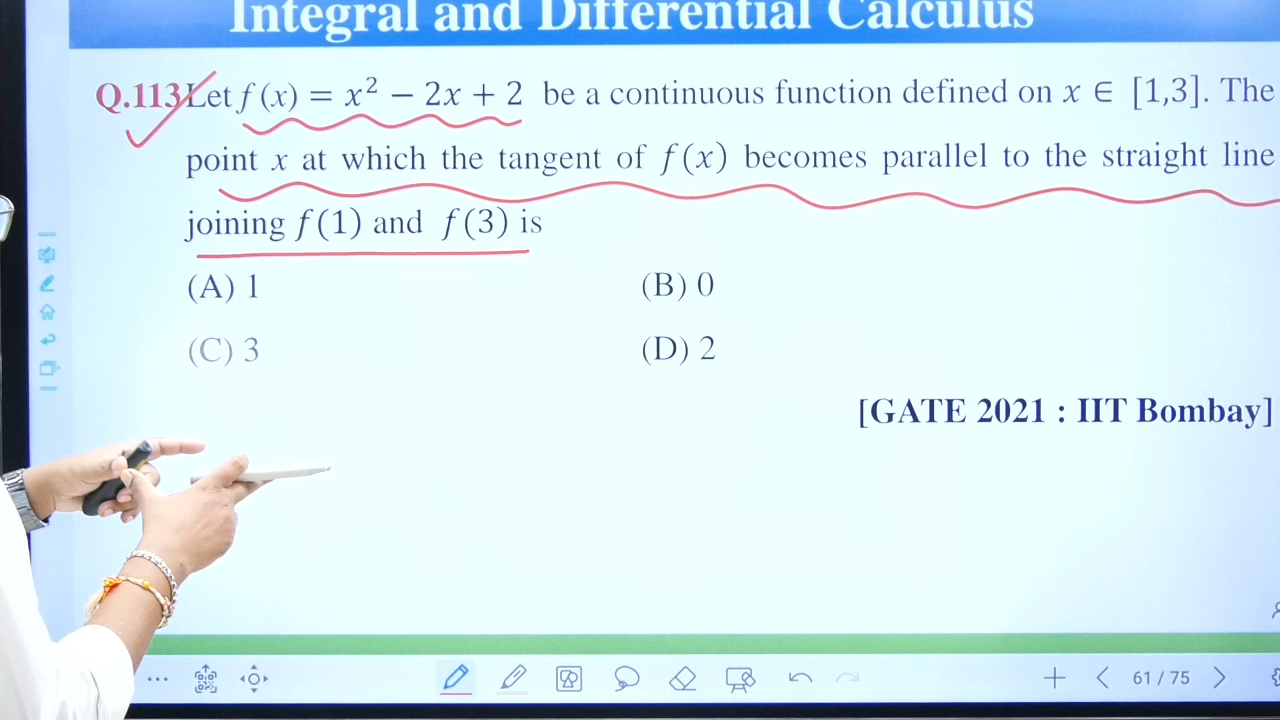 Integral and Differential Calculus
Q.113 Let f(x) = x² − 2x + 2 be a continuous function defined on x ∈ [1,3]. The
point x at which the tangent of f(x) becomes parallel to the straight line
joining f(1) and f(3) is
(A) 1 (B) 0
(C) 3 (D) 2
[GATE 2021 : IIT Bombay]
61 / 75